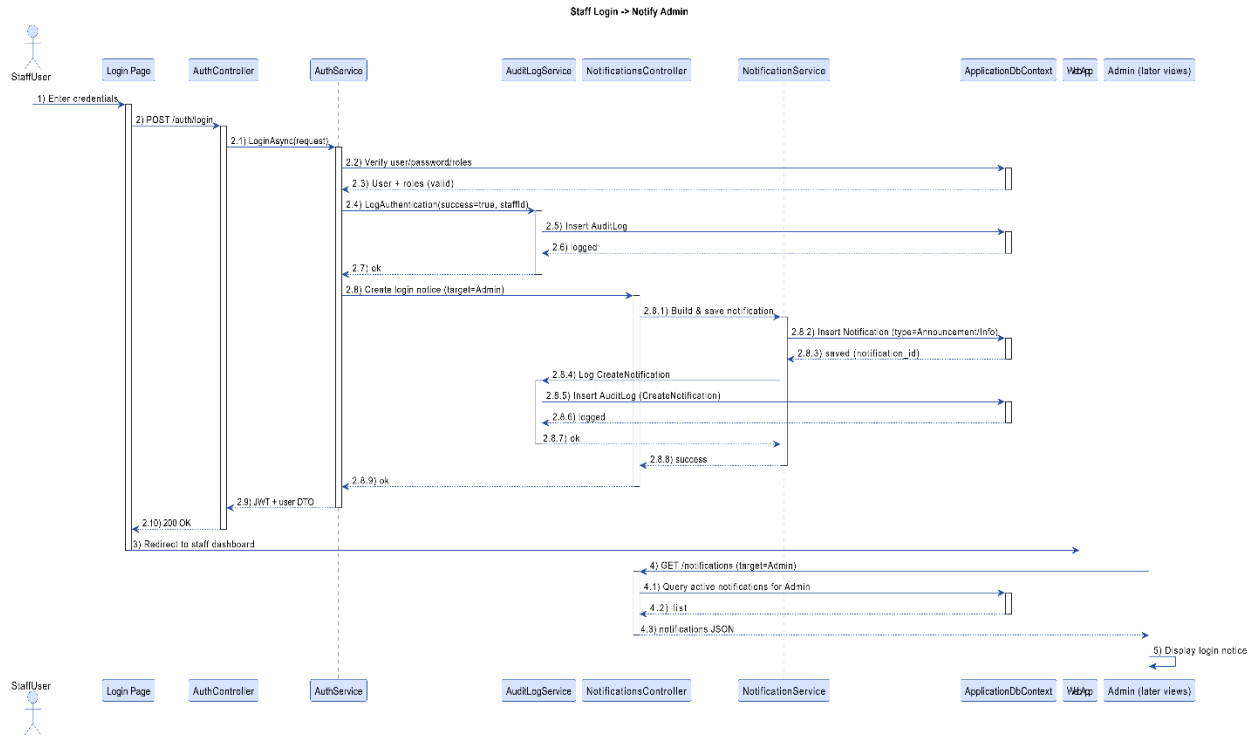 Staff Login -> Notify Admin
StaffUser
Login Page
AuthController
AuthService
AuditLogService
NotificationsController
NotificationService
ApplicationDbContext
WebApp
Admin (later views)
1) Enter credentials
2) POST /auth/login
2.1) LoginAsync(request)
2.2) Verify user/password/roles
2.3) User + roles (valid)
2.4) LogAuthentication(success=true, staffId)
2.5) Insert AuditLog
2.6) logged
2.7) ok
2.8) Create login notice (target=Admin)
2.8.1) Build & save notification
2.8.2) Insert Notification (type=Announcement/Info)
2.8.3) saved (notification_id)
2.8.4) Log CreateNotification
2.8.5) Insert AuditLog (CreateNotification)
2.8.6) logged
2.8.7) ok
2.8.8) success
2.8.9) ok
2.9) JWT + user DTO
2.10) 200 OK
3) Redirect to staff dashboard
4) GET /notifications (target=Admin)
4.1) Query active notifications for Admin
4.2) list
4.3) notifications JSON
5) Display login notice
StaffUser
Login Page
AuthController
AuthService
AuditLogService
NotificationsController
NotificationService
ApplicationDbContext
WebApp
Admin (later views)